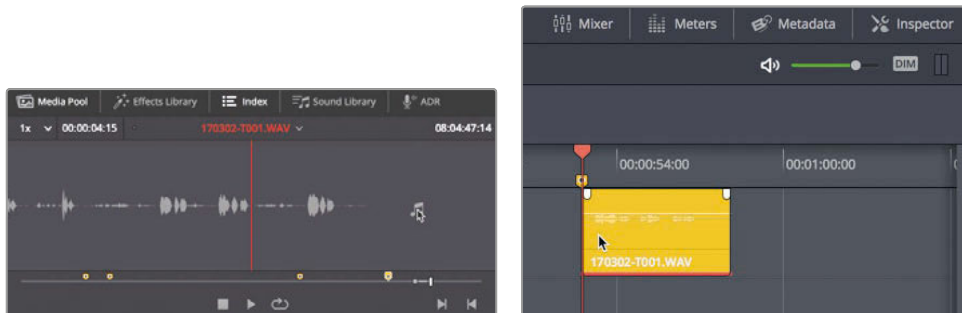 Media Pool Effects Library Index Sound Library ADR
1x 00:00:04:15 170302-T001.WAV 08:04:47:14
Mixer Meters Metadata Inspector
DIM
00:00:54:00 00:01:00:00
170302-T001.WAV